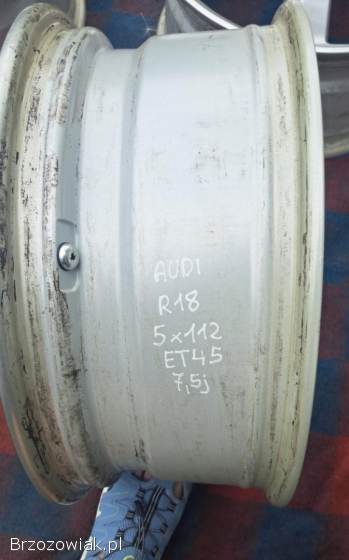 AUDI
R18
5x112
ET45
7,5j
Brzozowiak.pl